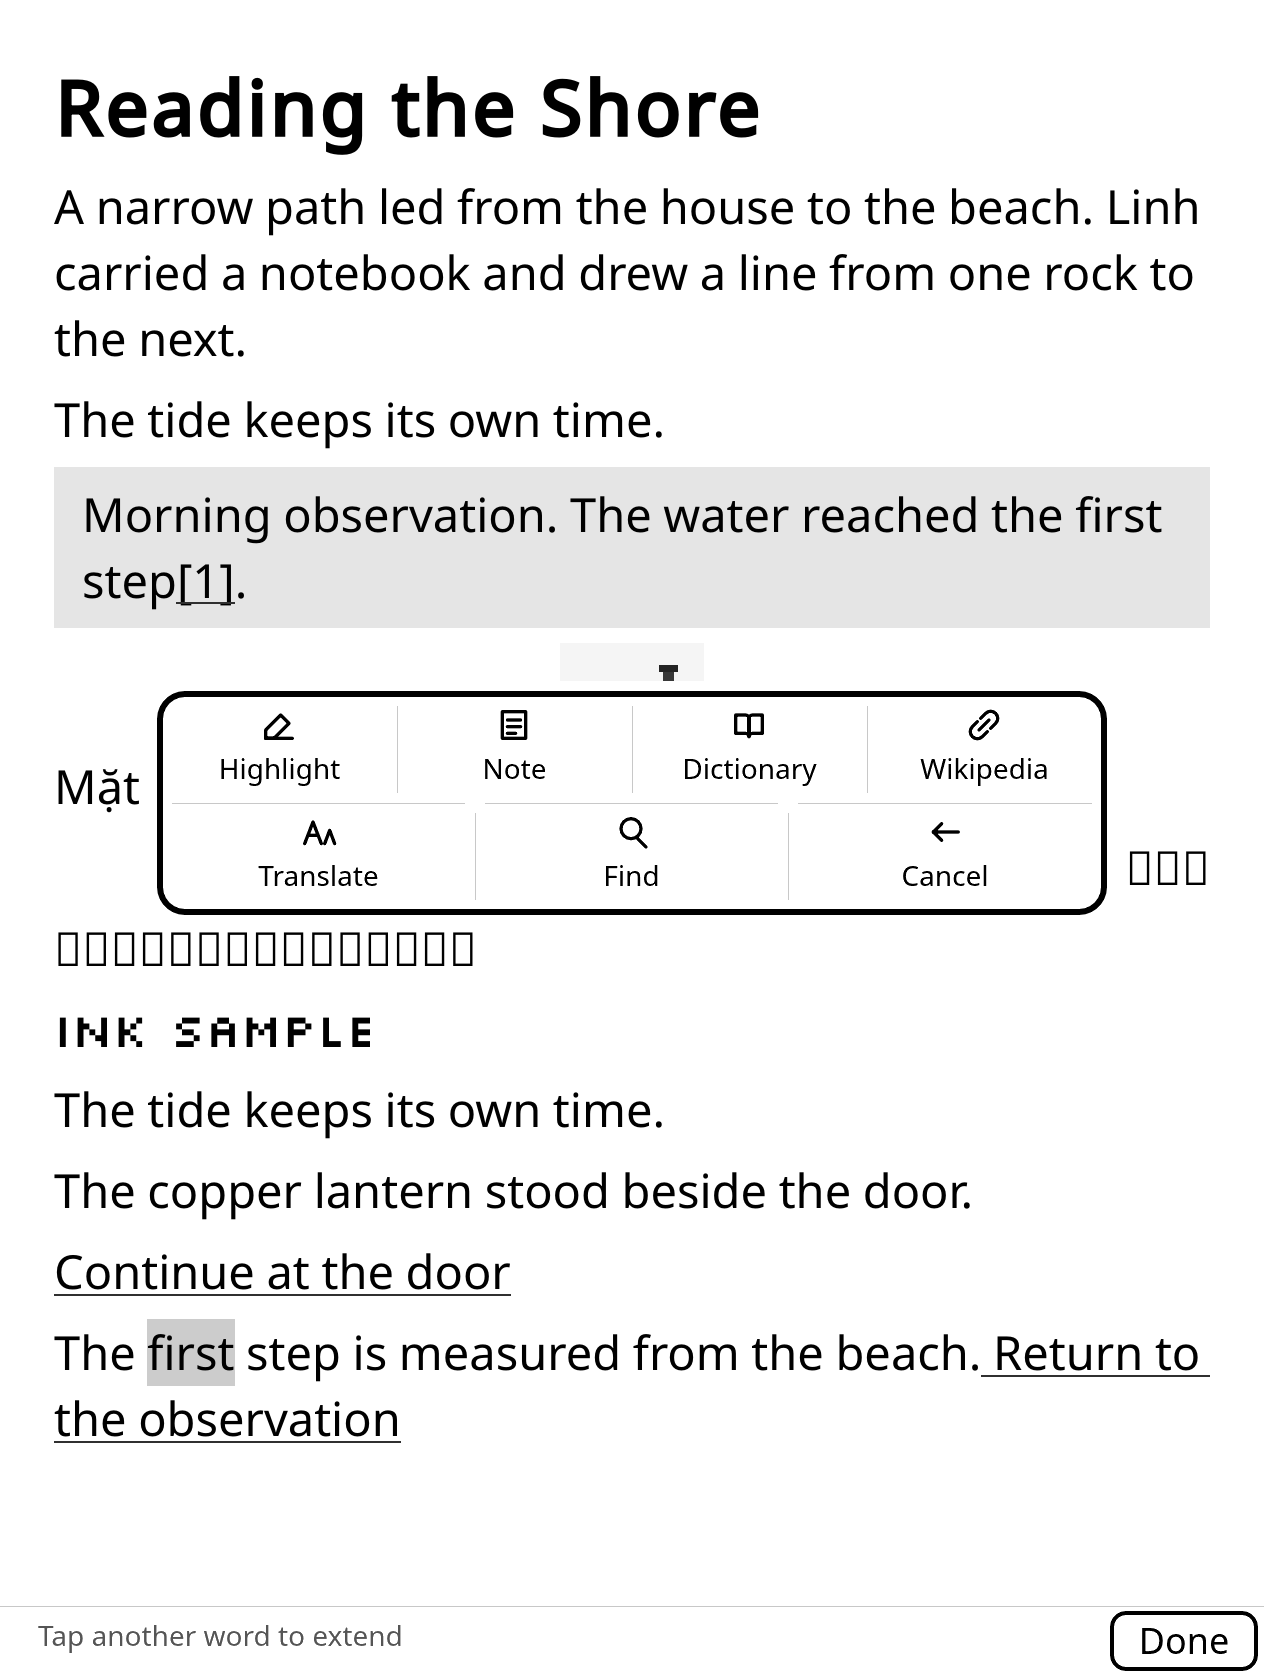 Reading the Shore
A narrow path led from the house to the beach. Linh
carried a notebook and drew a line from one rock to
the next.
The tide keeps its own time.
Morning observation. The water reached the first
step[1].
Highlight Note Dictionary Wikipedia
Mặt
Translate Find Cancel
INK SAMPLE
The tide keeps its own time.
The copper lantern stood beside the door.
Continue at the door
The first step is measured from the beach. Return to
the observation
Tap another word to extend
Done